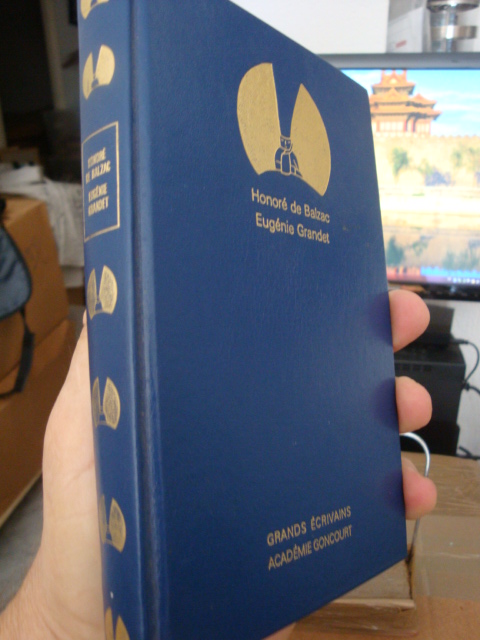 HONORÉ
DE BALZAC
EUGÉNIE
GRANDET
Honoré de Balzac
Eugénie Grandet
GRANDS ÉCRIVAINS
ACADÉMIE GONCOURT